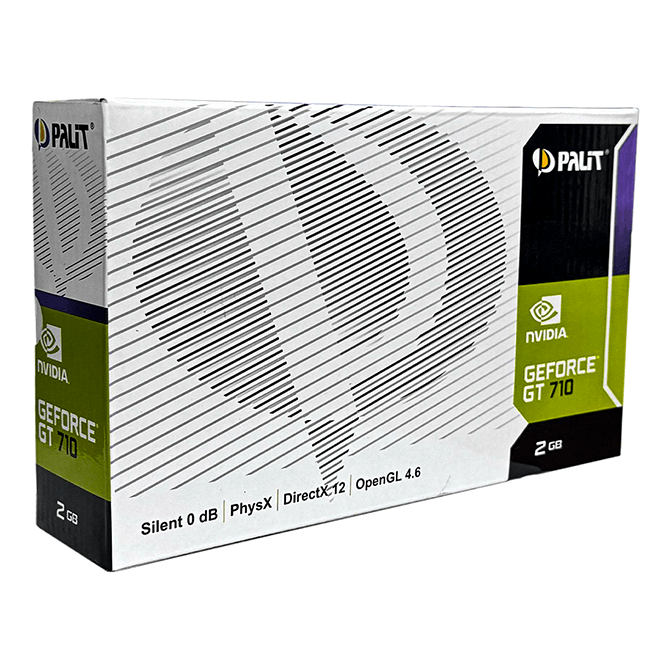 PALiT®
NVIDIA
GEFORCE®
GT 710
2 GB
Silent 0 dB | PhysX | DirectX 12 | OpenGL 4.6
PALiT®
NVIDIA
GEFORCE®
GT 710
2 GB